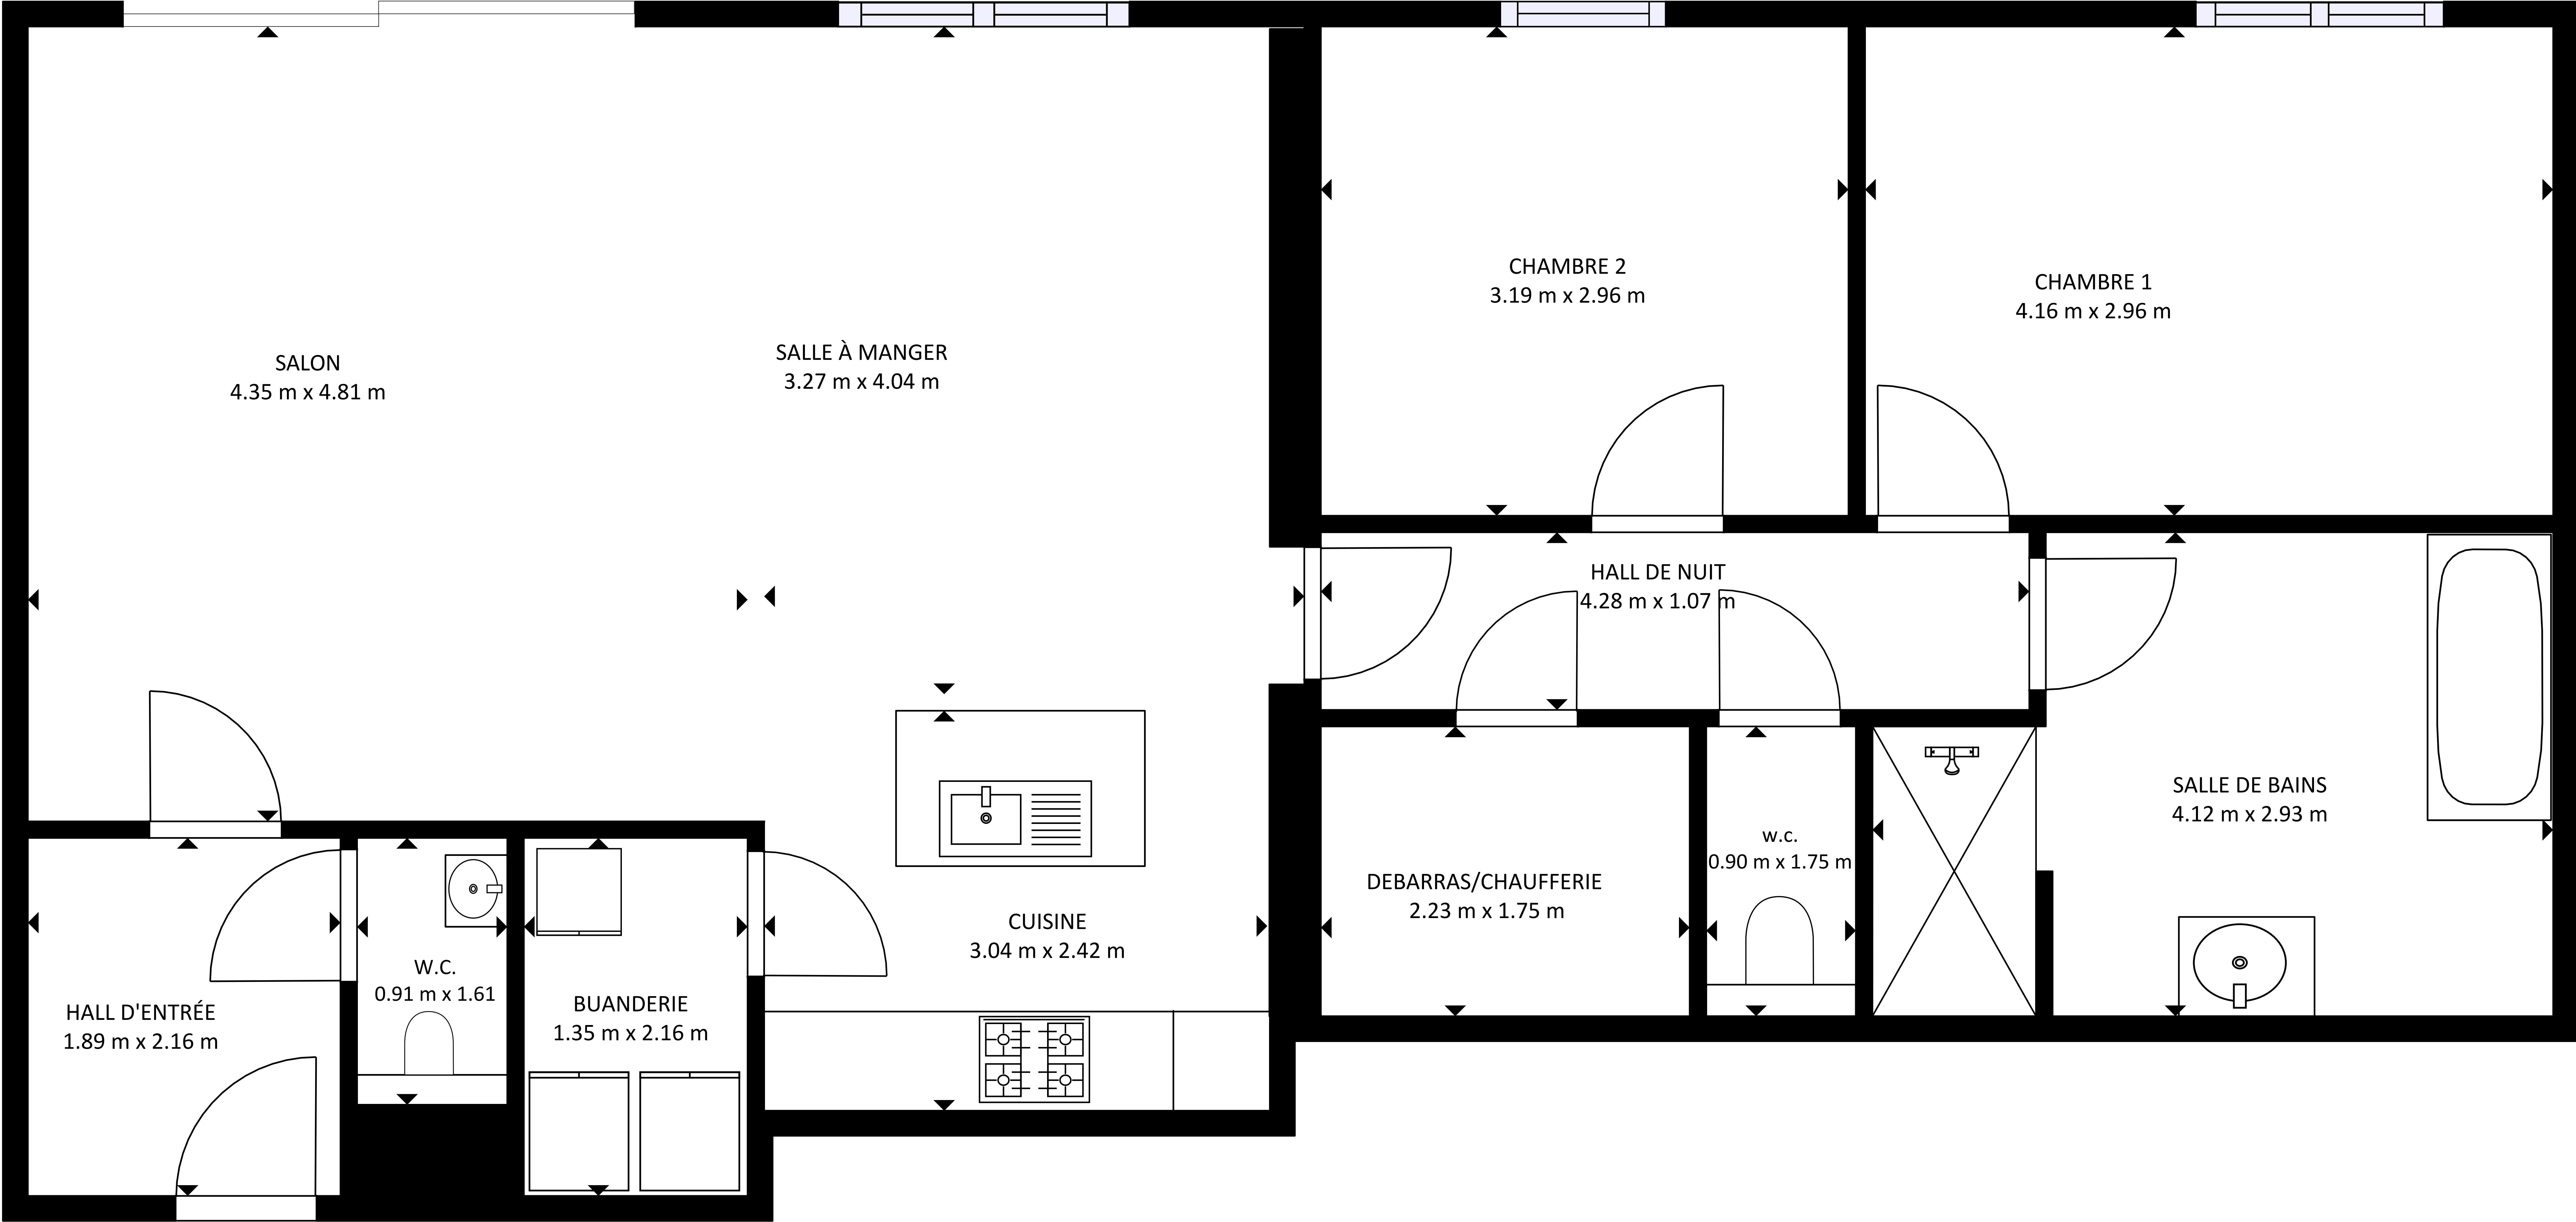 SALON
4.35 m x 4.81 m
SALLE À MANGER
3.27 m x 4.04 m
CHAMBRE 2
3.19 m x 2.96 m
CHAMBRE 1
4.16 m x 2.96 m
HALL DE NUIT
4.28 m x 1.07 m
SALLE DE BAINS
4.12 m x 2.93 m
w.c.
0.90 m x 1.75 m
DEBARRAS/CHAUFFERIE
2.23 m x 1.75 m
CUISINE
3.04 m x 2.42 m
W.C.
0.91 m x 1.61
BUANDERIE
1.35 m x 2.16 m
HALL D'ENTRÉE
1.89 m x 2.16 m